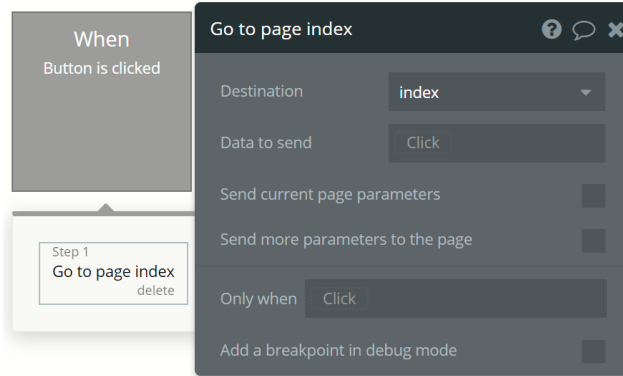 When
Button is clicked
Step 1
Go to page index
delete
Go to page index
Destination
index
Data to send
Click
Send current page parameters
Send more parameters to the page
Only when
Click
Add a breakpoint in debug mode